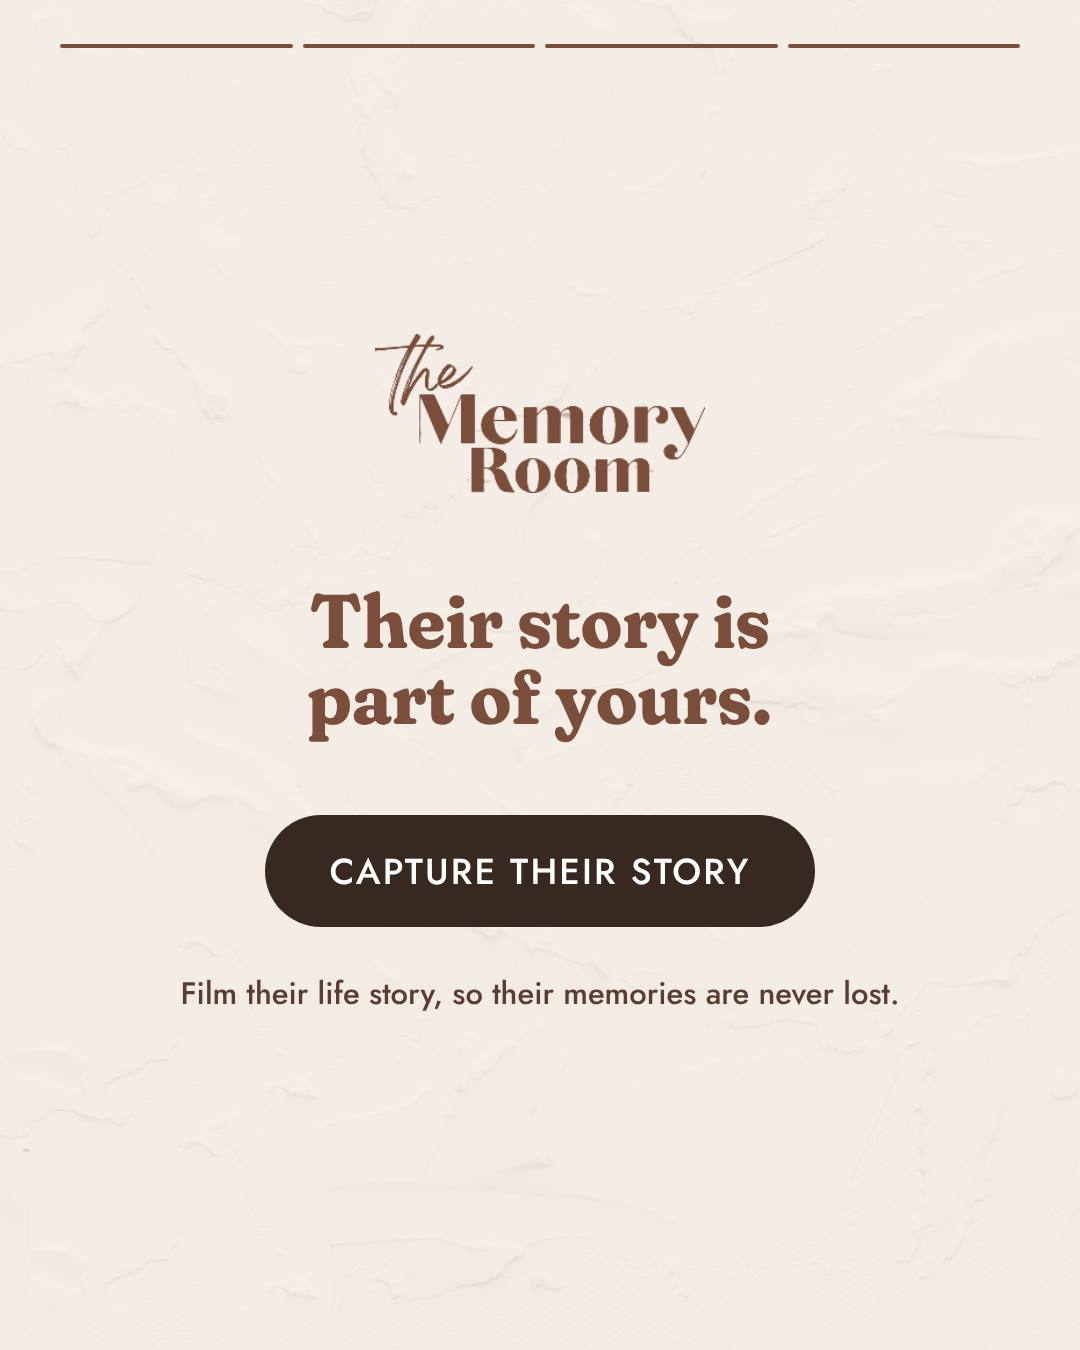 the
Memory
Room
Their story is
part of yours.
CAPTURE THEIR STORY
Film their life story, so their memories are never lost.